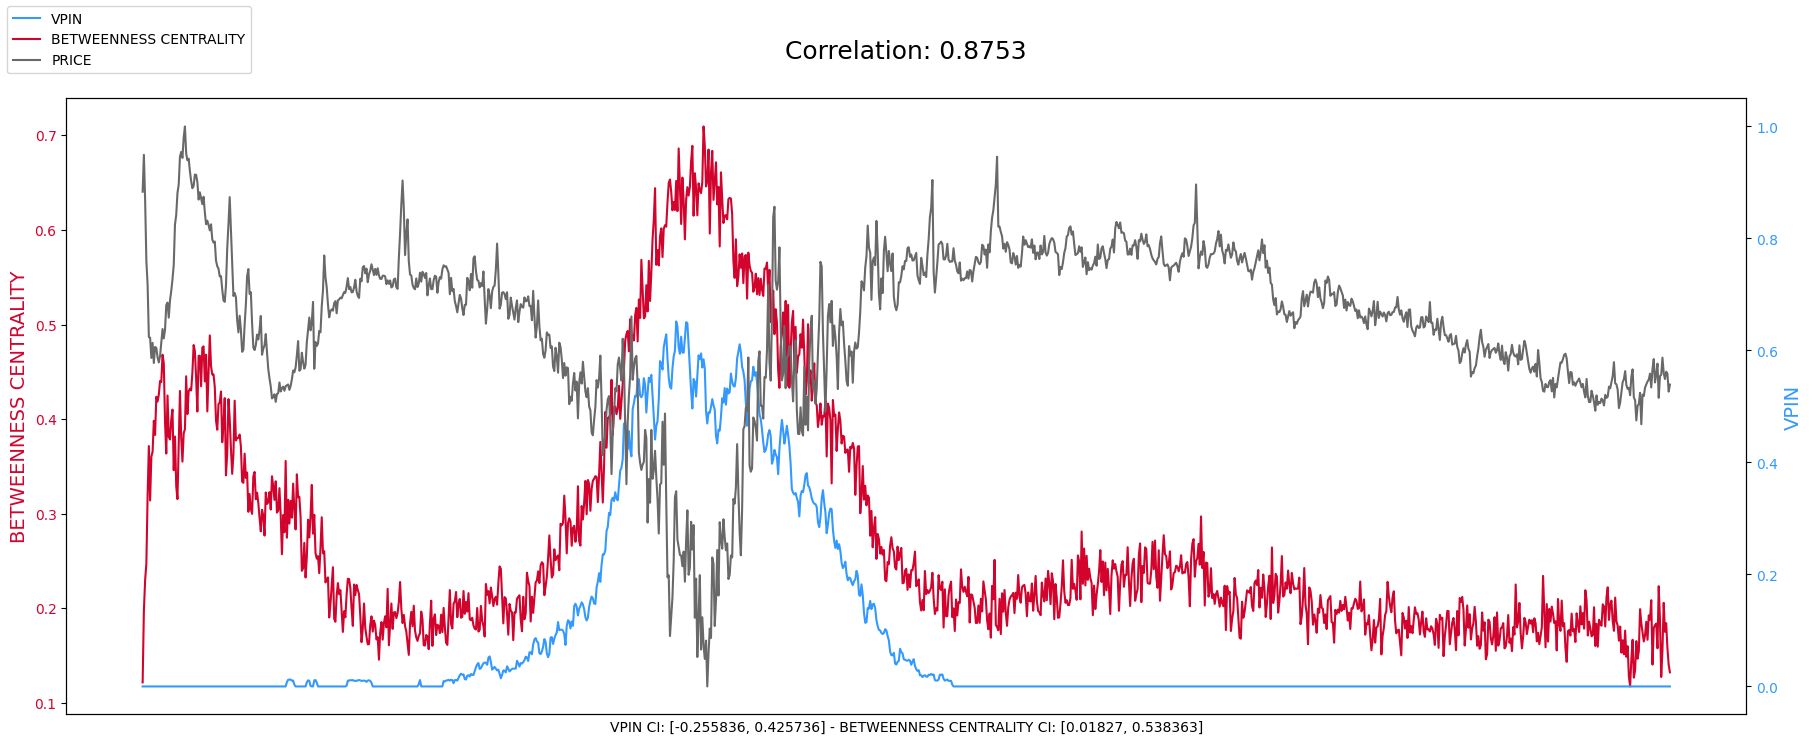 VPIN
BETWEENNESS CENTRALITY
PRICE
Correlation: 0.8753
BETWEENNESS CENTRALITY
0.7
0.6
0.5
0.4
0.3
0.2
0.1
1.0
0.8
0.6
0.4
0.2
0.0
VPIN
VPIN CI: [-0.255836, 0.425736] - BETWEENNESS CENTRALITY CI: [0.01827, 0.538363]